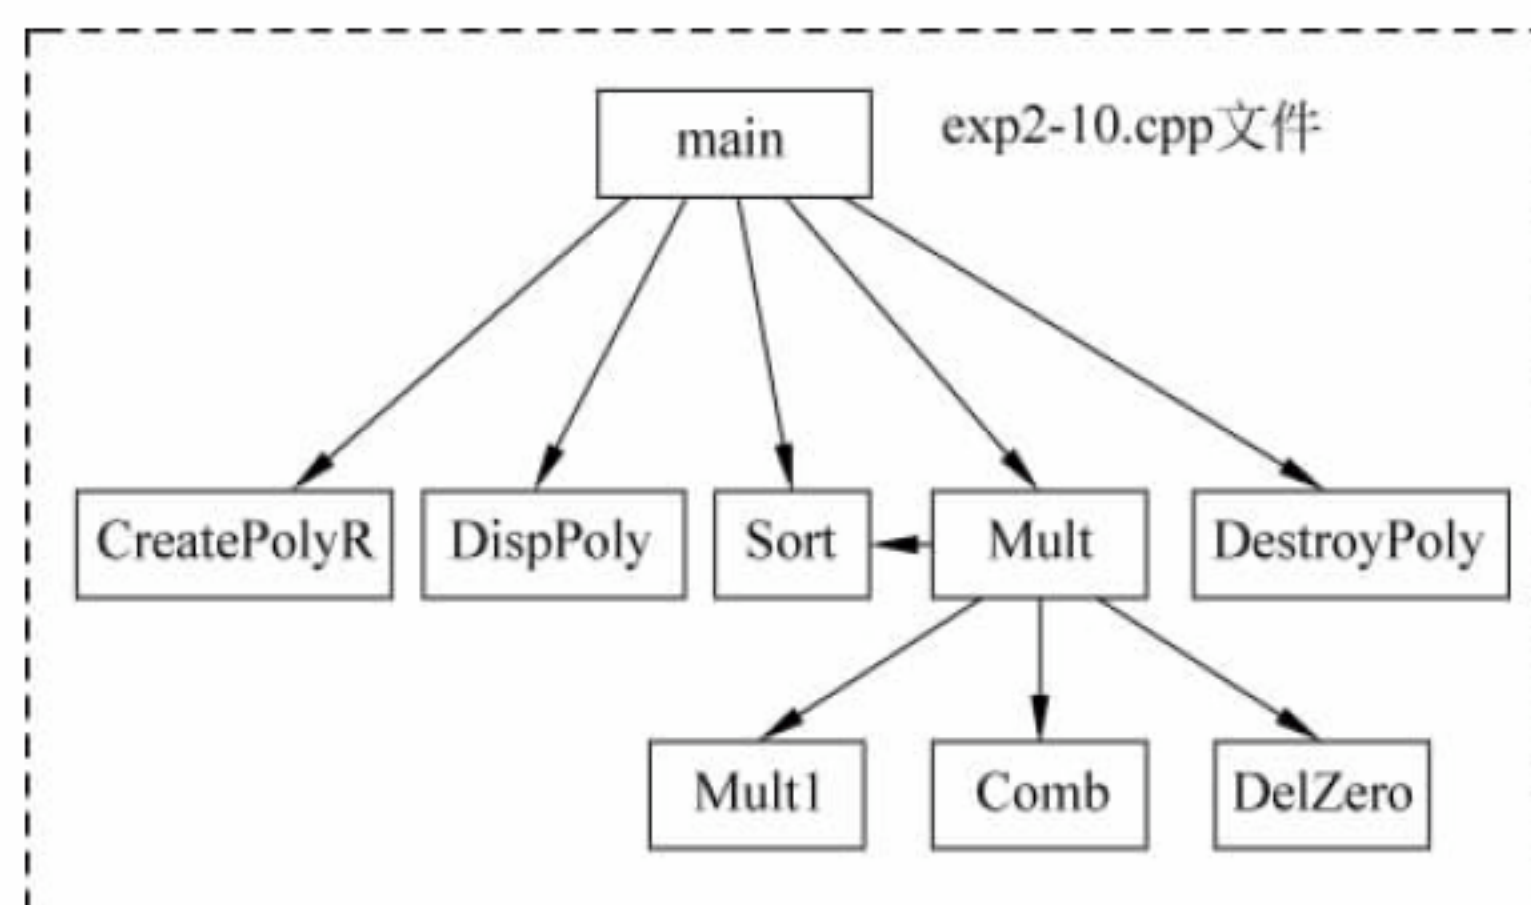 main
exp2-10.cpp文件
CreatePolyR
DispPoly
Sort
Mult
DestroyPoly
Mult1
Comb
DelZero